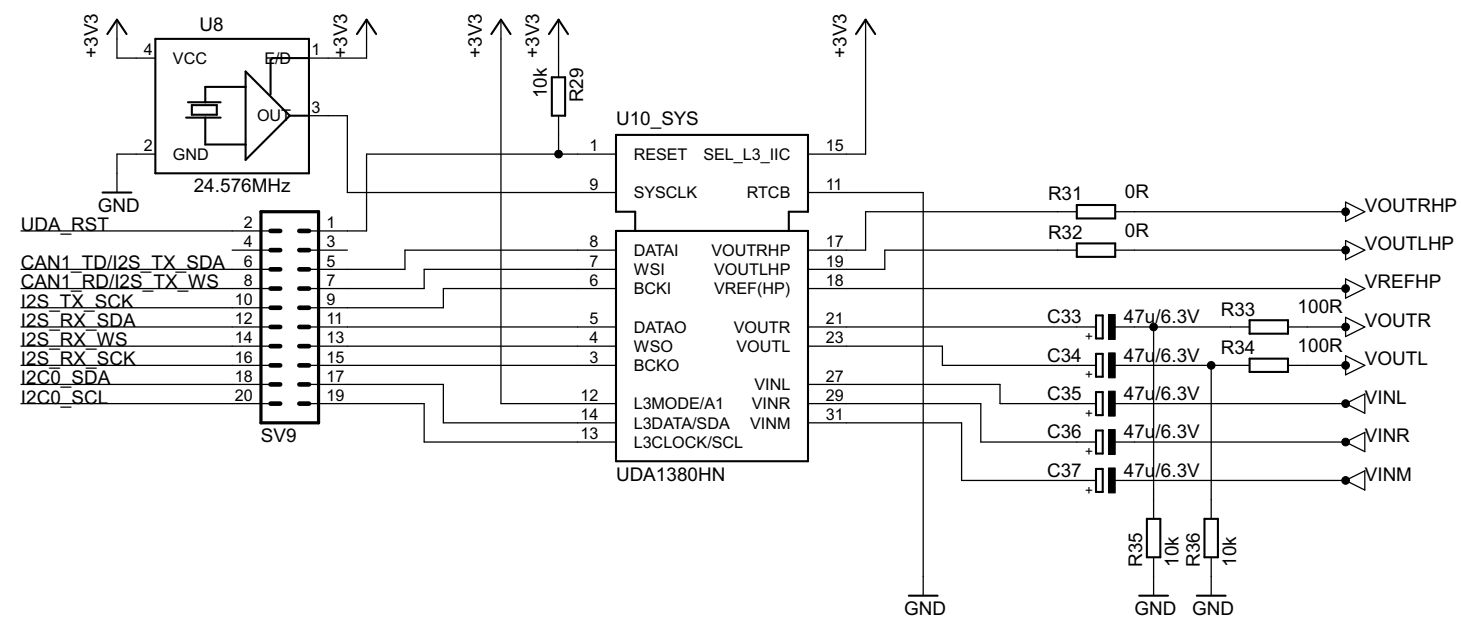 +3V3
U8
+3V3
+3V3
+3V3
+3V3
4 VCC E/D 1
OUT 3
2 GND
24.576MHz
GND
10k
R29
U10_SYS
1 RESET SEL_L3_IIC 15
9 SYSCLK RTCB 11
8 DATAI VOUTRHP 17
7 WSI VOUTLHP 19
6 BCKI VREF(HP) 18
5 DATAO VOUTR 21
4 WSO VOUTL 23
3 BCKO
VINL 27
12 L3MODE/A1 VINR 29
14 L3DATA/SDA VINM 31
13 L3CLOCK/SCL
UDA1380HN
UDA_RST 2 1
4 3
CAN1_TD/I2S_TX_SDA 6 5
CAN1_RD/I2S_TX_WS 8 7
I2S_TX_SCK 10 9
I2S_RX_SDA 12 11
I2S_RX_WS 14 13
I2S_RX_SCK 16 15
I2C0_SDA 18 17
I2C0_SCL 20 19
SV9
R31 0R VOUTRHP
R32 0R VOUTLHP
VREFHP
C33 + 47u/6.3V R33 100R VOUTR
C34 + 47u/6.3V R34 100R VOUTL
C35 + 47u/6.3V VINL
C36 + 47u/6.3V VINR
C37 + 47u/6.3V VINM
R35 10k
R36 10k
GND
GND
GND